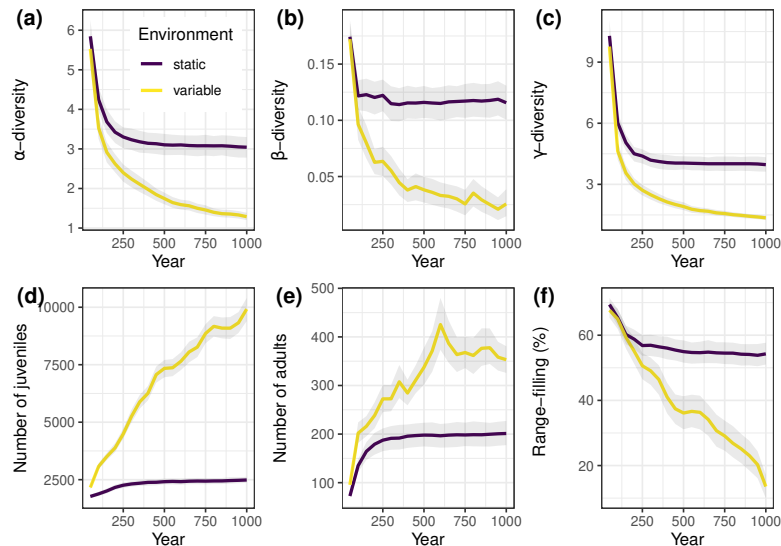 (a)
α−diversity
6
5
4
3
2
1
250
500
750
1000
Year
Environment
static
variable
(b)
β−diversity
0.15
0.10
0.05
250
500
750
1000
Year
(c)
γ−diversity
9
6
3
250
500
750
1000
Year
(d)
Number of juveniles
10000
7500
5000
2500
250
500
750
1000
Year
(e)
Number of adults
500
400
300
200
100
250
500
750
1000
Year
(f)
Range−filling (%)
60
40
20
250
500
750
1000
Year